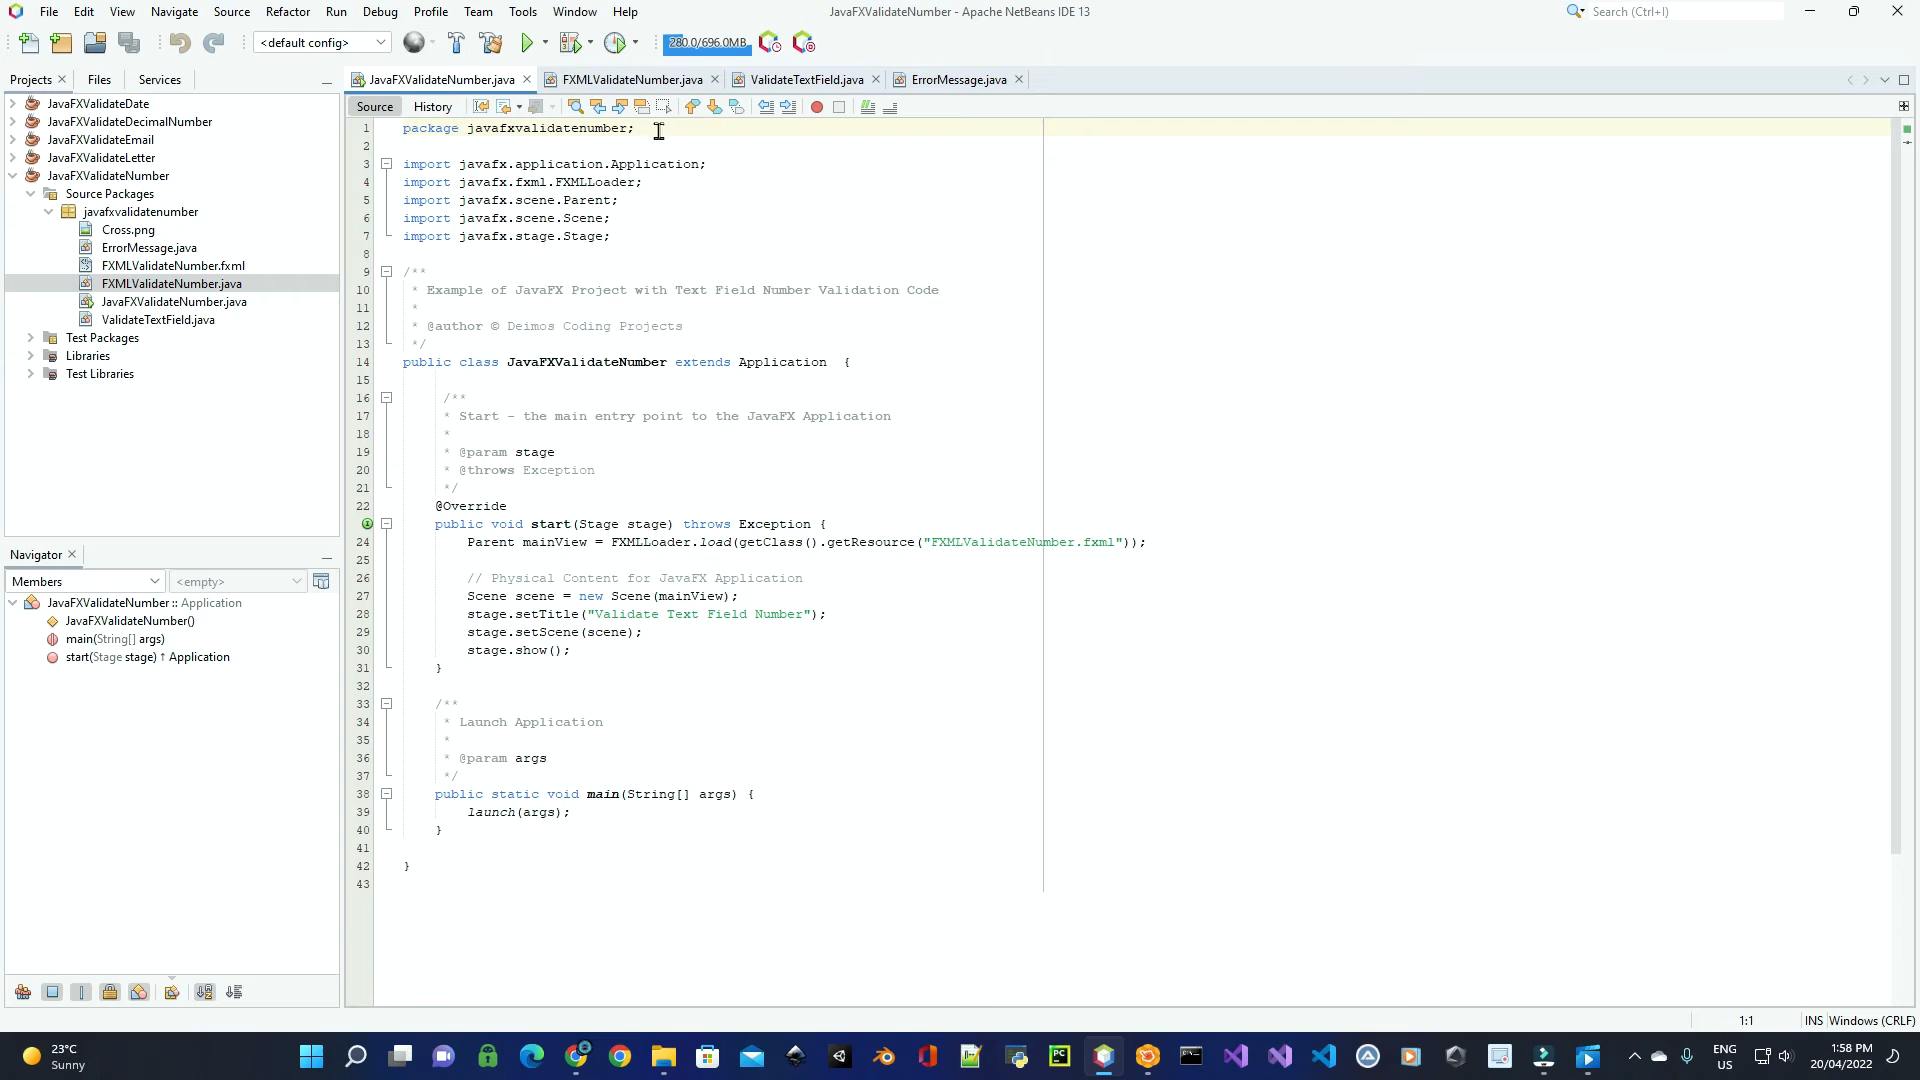 File Edit View Navigate Source Refactor Run Debug Profile Team Tools Window Help
JavaFXValidateNumber - Apache NetBeans IDE 13
Search (Ctrl+I)
<default config>
280.0/696.0MB
Projects
Files
Services
JavaFXValidateNumber.java
FXMLValidateNumber.java
ValidateTextField.java
ErrorMessage.java
Source
History
JavaFXValidateDate
JavaFXValidateDecimalNumber
JavaFXValidateEmail
JavaFXValidateLetter
JavaFXValidateNumber
Source Packages
javafxvalidatenumber
Cross.png
ErrorMessage.java
FXMLValidateNumber.fxml
FXMLValidateNumber.java
JavaFXValidateNumber.java
ValidateTextField.java
Test Packages
Libraries
Test Libraries
Navigator
Members
<empty>
JavaFXValidateNumber :: Application
JavaFXValidateNumber()
main(String[] args)
start(Stage stage) ↑ Application
1 package javafxvalidatenumber;
2
3 import javafx.application.Application;
4 import javafx.fxml.FXMLLoader;
5 import javafx.scene.Parent;
6 import javafx.scene.Scene;
7 import javafx.stage.Stage;
8
9 /**
10 * Example of JavaFX Project with Text Field Number Validation Code
11 *
12 * @author © Deimos Coding Projects
13 */
14 public class JavaFXValidateNumber extends Application {
15
16 /**
17 * Start - the main entry point to the JavaFX Application
18 *
19 * @param stage
20 * @throws Exception
21 */
22 @Override
public void start(Stage stage) throws Exception {
24 Parent mainView = FXMLLoader.load(getClass().getResource("FXMLValidateNumber.fxml"));
25
26 // Physical Content for JavaFX Application
27 Scene scene = new Scene(mainView);
28 stage.setTitle("Validate Text Field Number");
29 stage.setScene(scene);
30 stage.show();
31 }
32
33 /**
34 * Launch Application
35 *
36 * @param args
37 */
38 public static void main(String[] args) {
39 launch(args);
40 }
41
42 }
43
1:1
INS
Windows (CRLF)
23°C
Sunny
PC
ENG
US
1:58 PM
20/04/2022